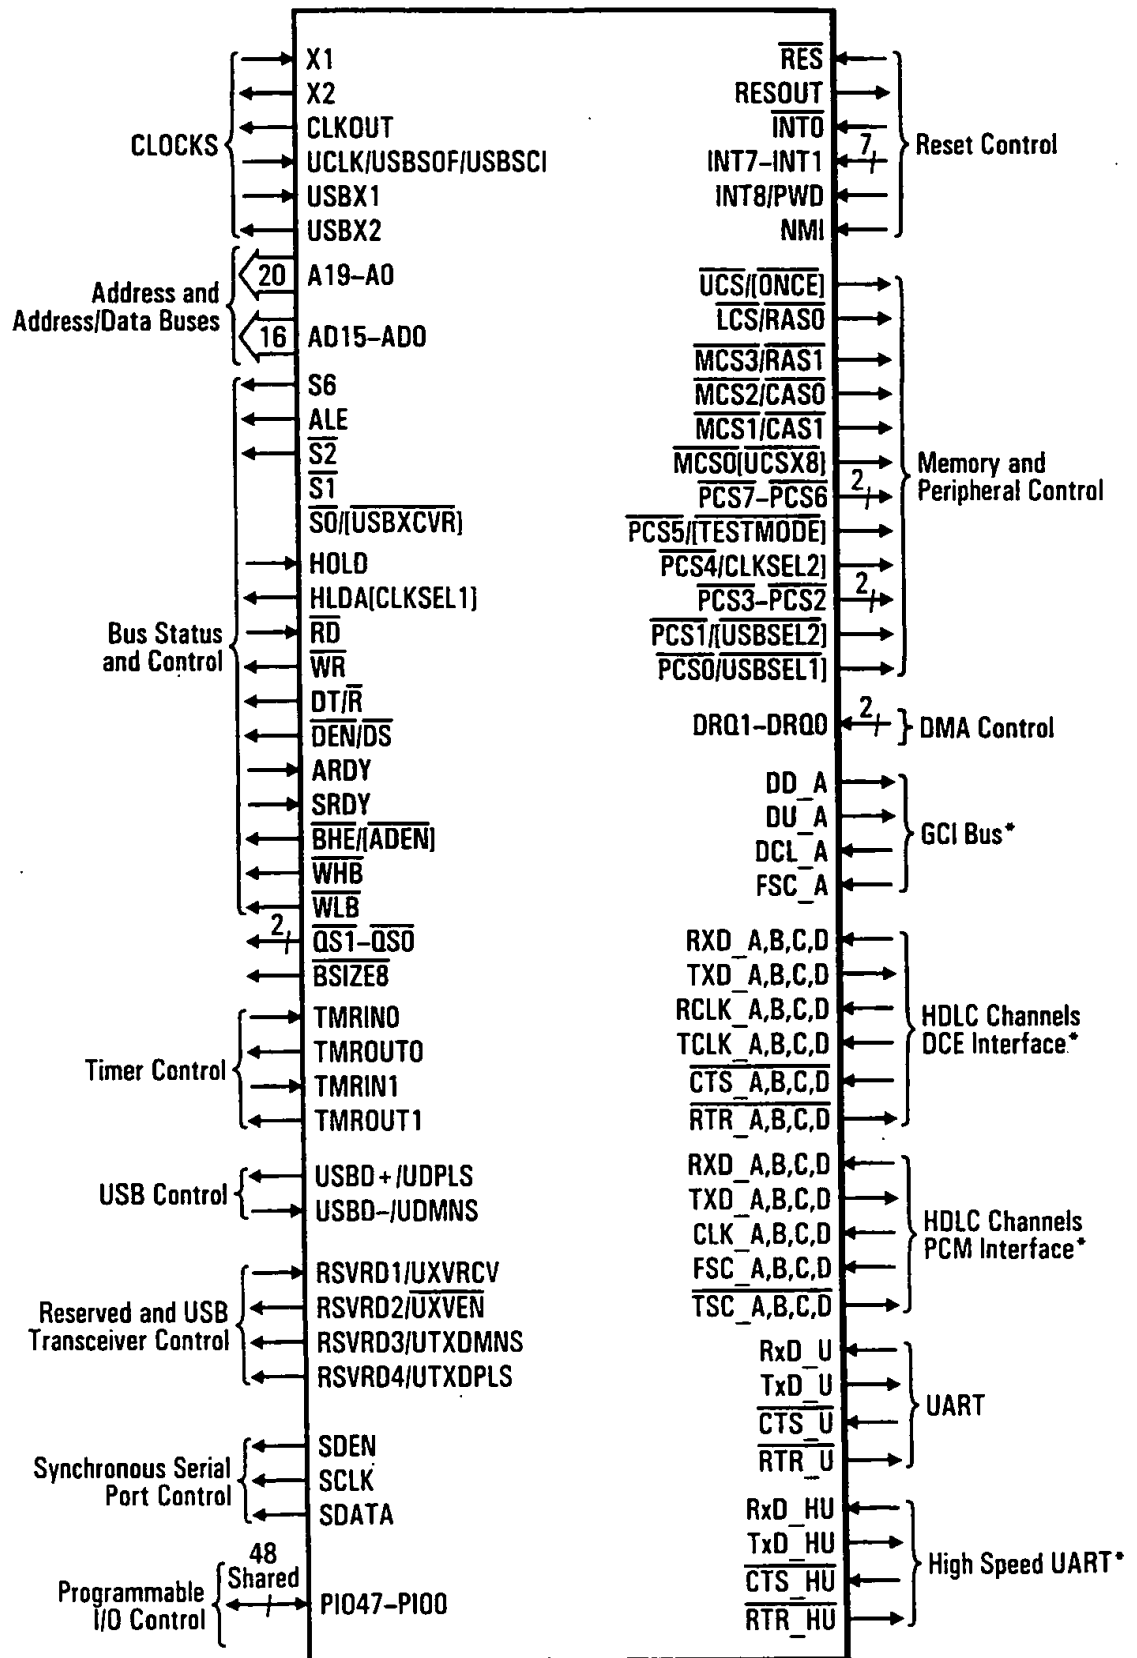 CLOCKS
X1
X2
CLKOUT
UCLK/USBSOF/USBSCI
USBX1
USBX2
Address and
Address/Data Buses
20 A19–A0
16 AD15–AD0
Bus Status
and Control
S6
ALE
S2
S1
S0/[USBXCVR]
HOLD
HLDA[CLKSEL1]
RD
WR
DT/R
DEN/DS
ARDY
SRDY
BHE/[ADEN]
WHB
WLB
2 QS1–QS0
BSIZE8
Timer Control
TMRIN0
TMROUT0
TMRIN1
TMROUT1
USB Control
USBD+/UDPLS
USBD–/UDMNS
Reserved and USB
Transceiver Control
RSVRD1/UXVRCV
RSVRD2/UXVEN
RSVRD3/UTXDMNS
RSVRD4/UTXDPLS
Synchronous Serial
Port Control
SDEN
SCLK
SDATA
Programmable
I/O Control
48
Shared
PIO47–PIO0
RES
RESOUT
INT0
INT7–INT1 7
INT8/PWD
NMI
Reset Control
UCS/[ONCE]
LCS/RAS0
MCS3/RAS1
MCS2/CAS0
MCS1/CAS1
MCS0[UCSX8]
PCS7–PCS6 2
PCS5/[TESTMODE]
PCS4/CLKSEL2]
PCS3–PCS2 2
PCS1/[USBSEL2]
PCS0/USBSEL1]
Memory and
Peripheral Control
DRQ1–DRQ0 2
DMA Control
DD_A
DU_A
DCL_A
FSC_A
GCI Bus*
RXD_A,B,C,D
TXD_A,B,C,D
RCLK_A,B,C,D
TCLK_A,B,C,D
CTS_A,B,C,D
RTR_A,B,C,D
HDLC Channels
DCE Interface*
RXD_A,B,C,D
TXD_A,B,C,D
CLK_A,B,C,D
FSC_A,B,C,D
TSC_A,B,C,D
HDLC Channels
PCM Interface*
RxD_U
TxD_U
CTS_U
RTR_U
UART
RxD_HU
TxD_HU
CTS_HU
RTR_HU
High Speed UART*